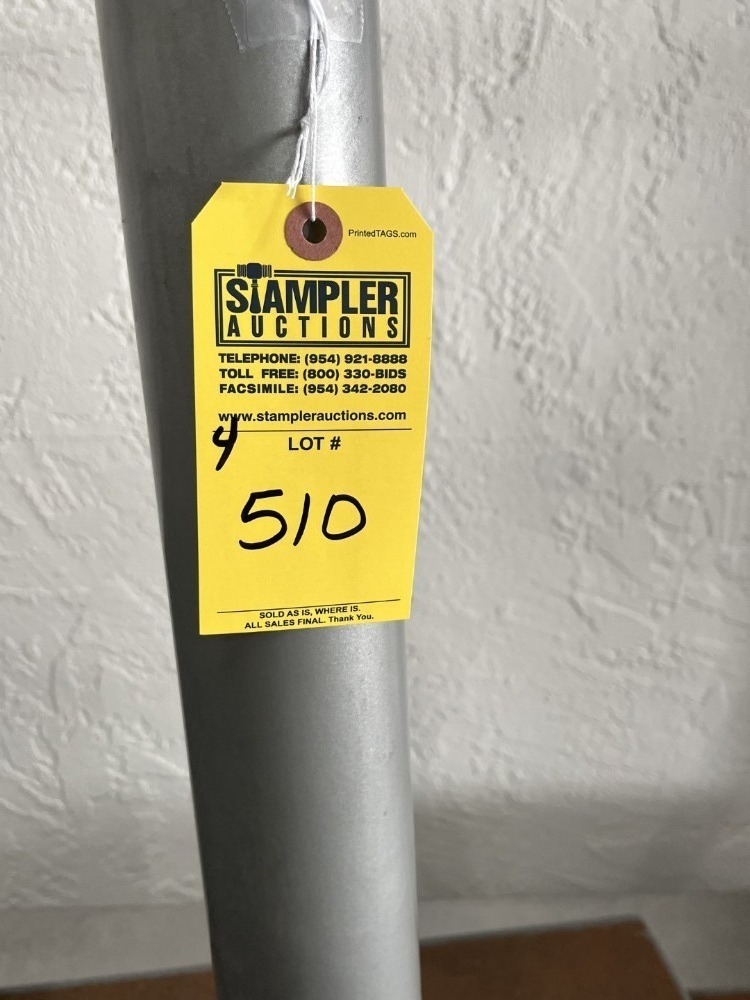 PrintedTAGS.com
STAMPLER
AUCTIONS
TELEPHONE: (954) 921-8888
TOLL FREE: (800) 330-BIDS
FACSIMILE: (954) 342-2080
www.stamplerauctions.com
4 LOT #
510
SOLD AS IS, WHERE IS.
ALL SALES FINAL. Thank You.